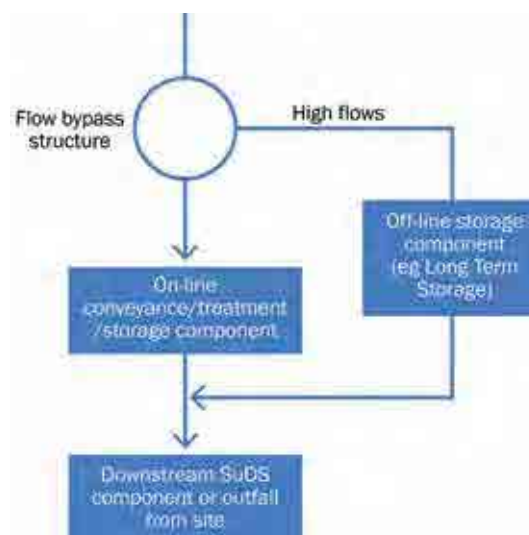 Flow bypass
structure
High flows
Off-line storage
component
(eg Long Term
Storage)
On-line
conveyance/treatment
/storage component
Downstream SuDS
component or outfall
from site